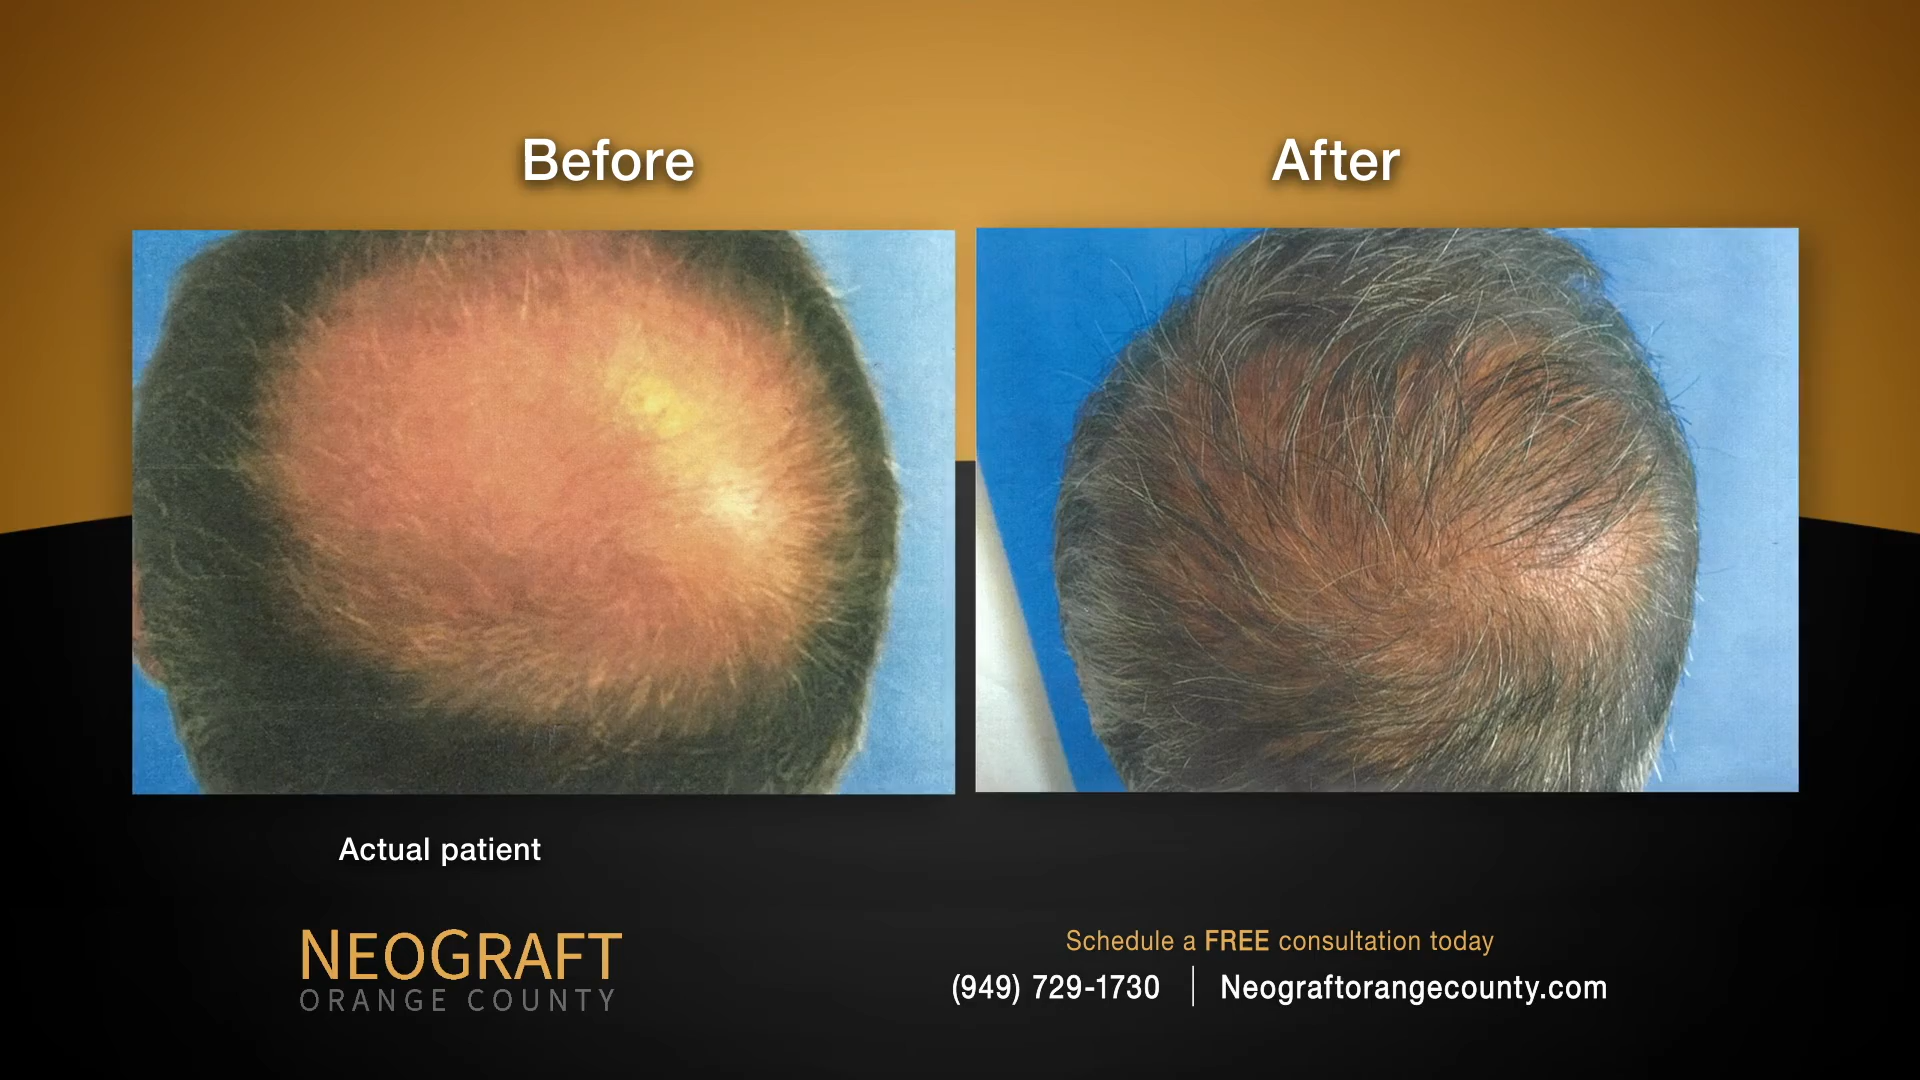 Before
After
Actual patient
NEOGRAFT
ORANGE COUNTY
Schedule a FREE consultation today
(949) 729-1730 | Neograftorangecounty.com